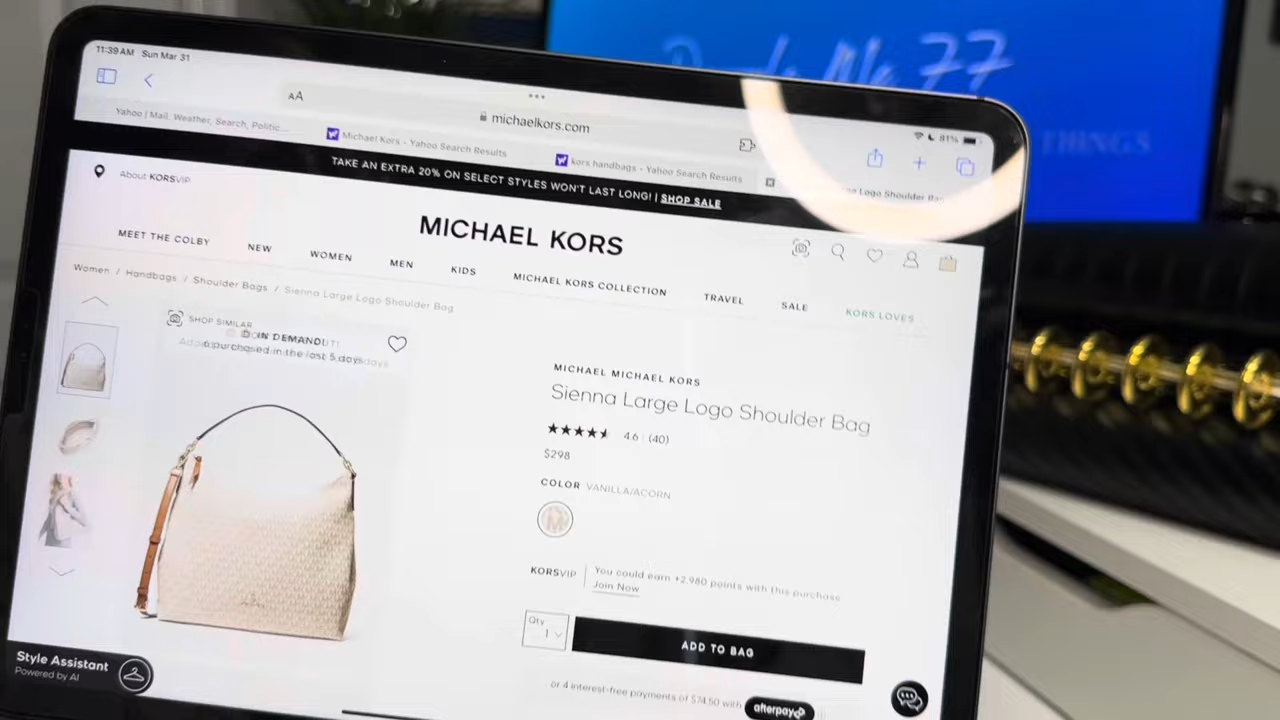 11:39 AM Sun Mar 31
77
81%
AA
michaelkors.com
THINGS
Yahoo | Mail, Weather, Search, Politic...
Michael Kors - Yahoo Search Results
kors handbags - Yahoo Search Results
Logo Shoulder Ba
TAKE AN EXTRA 20% ON SELECT STYLES WON'T LAST LONG! | SHOP SALE
About KORSVIP
MICHAEL KORS
MEET THE COLBY NEW WOMEN MEN KIDS MICHAEL KORS COLLECTION TRAVEL SALE KORS LOVES
Women / Handbags / Shoulder Bags / Sienna Large Logo Shoulder Bag
SHOP SIMILAR
IN DEMAND!
purchased in the last 5 days
MICHAEL MICHAEL KORS
Sienna Large Logo Shoulder Bag
4.6 (40)
$298
COLOR VANILLA/ACORN
KORSVIP
You could earn +2,980 points with this purchase
Join Now
Qty
1
ADD TO BAG
or 4 interest-free payments of $74.50 with afterpay
Style Assistant
Powered by AI